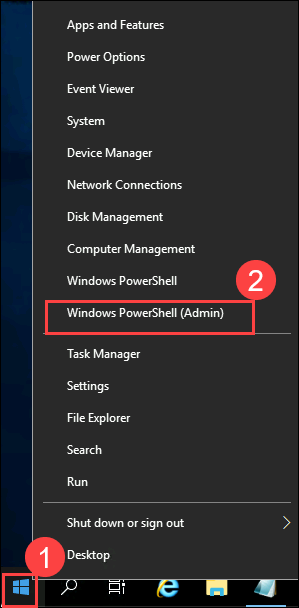 Apps and Features
Power Options
Event Viewer
System
Device Manager
Network Connections
Disk Management
Computer Management
Windows PowerShell
2
Windows PowerShell (Admin)
Task Manager
Settings
File Explorer
Search
Run
Shut down or sign out
1
Desktop